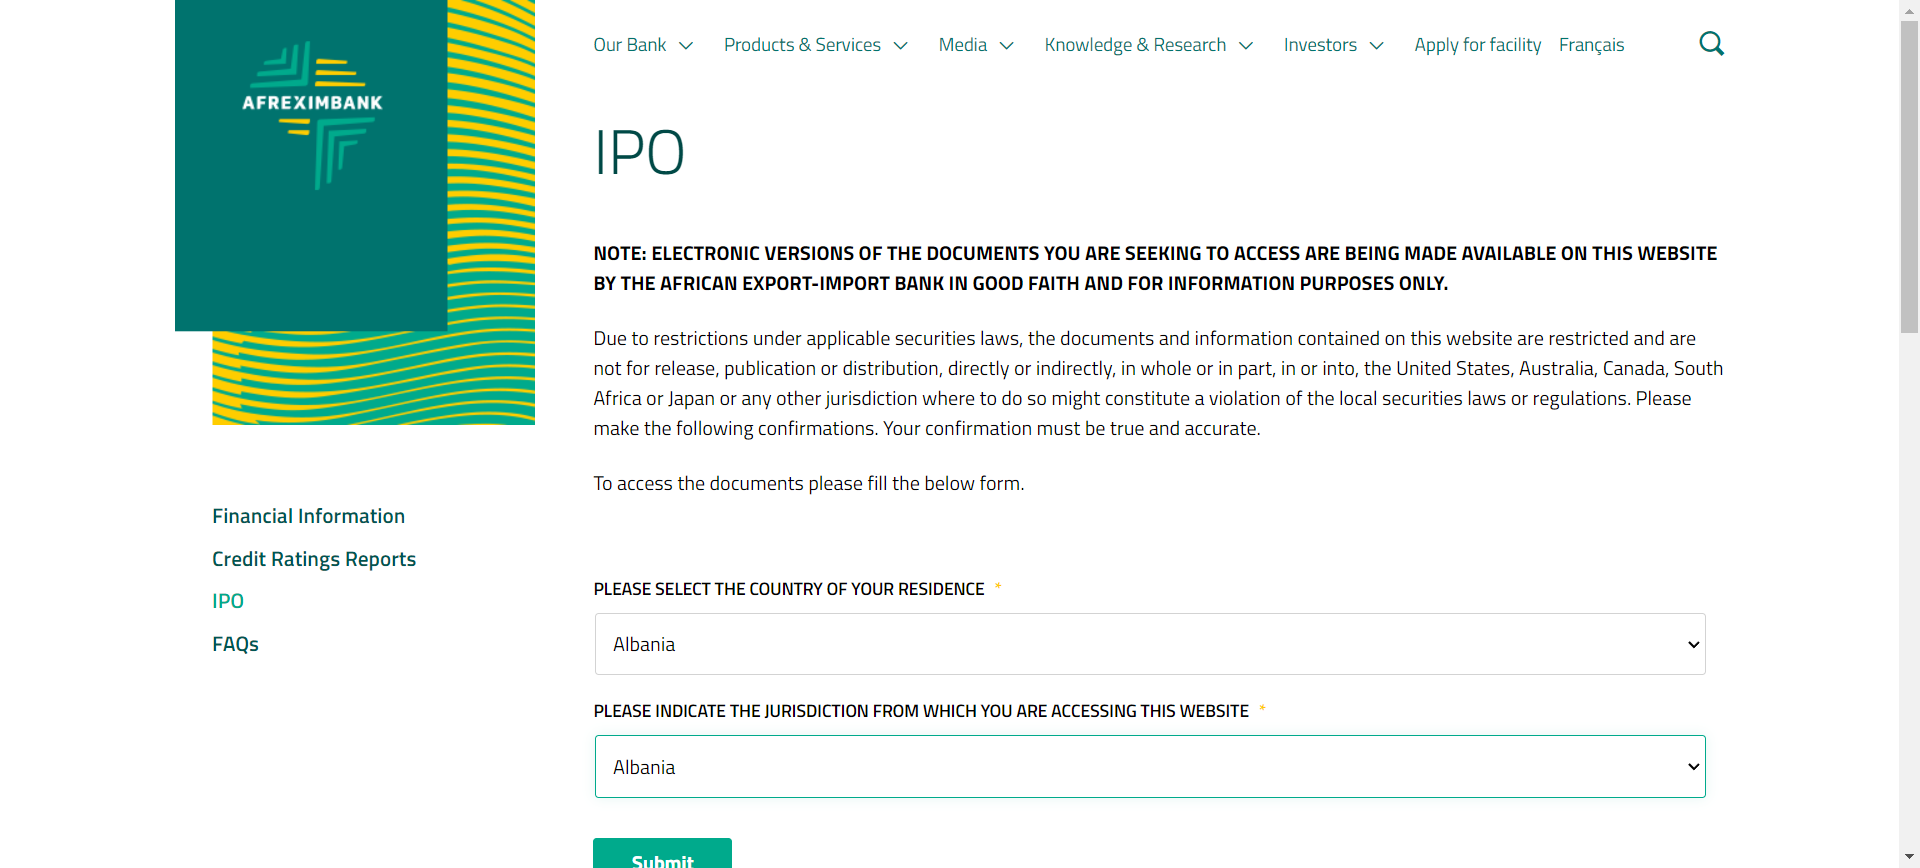 AFREXIMBANK
Our Bank
Products & Services
Media
Knowledge & Research
Investors
Apply for facility
Français
IPO
NOTE: ELECTRONIC VERSIONS OF THE DOCUMENTS YOU ARE SEEKING TO ACCESS ARE BEING MADE AVAILABLE ON THIS WEBSITE
BY THE AFRICAN EXPORT-IMPORT BANK IN GOOD FAITH AND FOR INFORMATION PURPOSES ONLY.
Due to restrictions under applicable securities laws, the documents and information contained on this website are restricted and are
not for release, publication or distribution, directly or indirectly, in whole or in part, in or into, the United States, Australia, Canada, South
Africa or Japan or any other jurisdiction where to do so might constitute a violation of the local securities laws or regulations. Please
make the following confirmations. Your confirmation must be true and accurate.
To access the documents please fill the below form.
Financial Information
Credit Ratings Reports
IPO
FAQs
PLEASE SELECT THE COUNTRY OF YOUR RESIDENCE *
Albania
PLEASE INDICATE THE JURISDICTION FROM WHICH YOU ARE ACCESSING THIS WEBSITE *
Albania
Submit